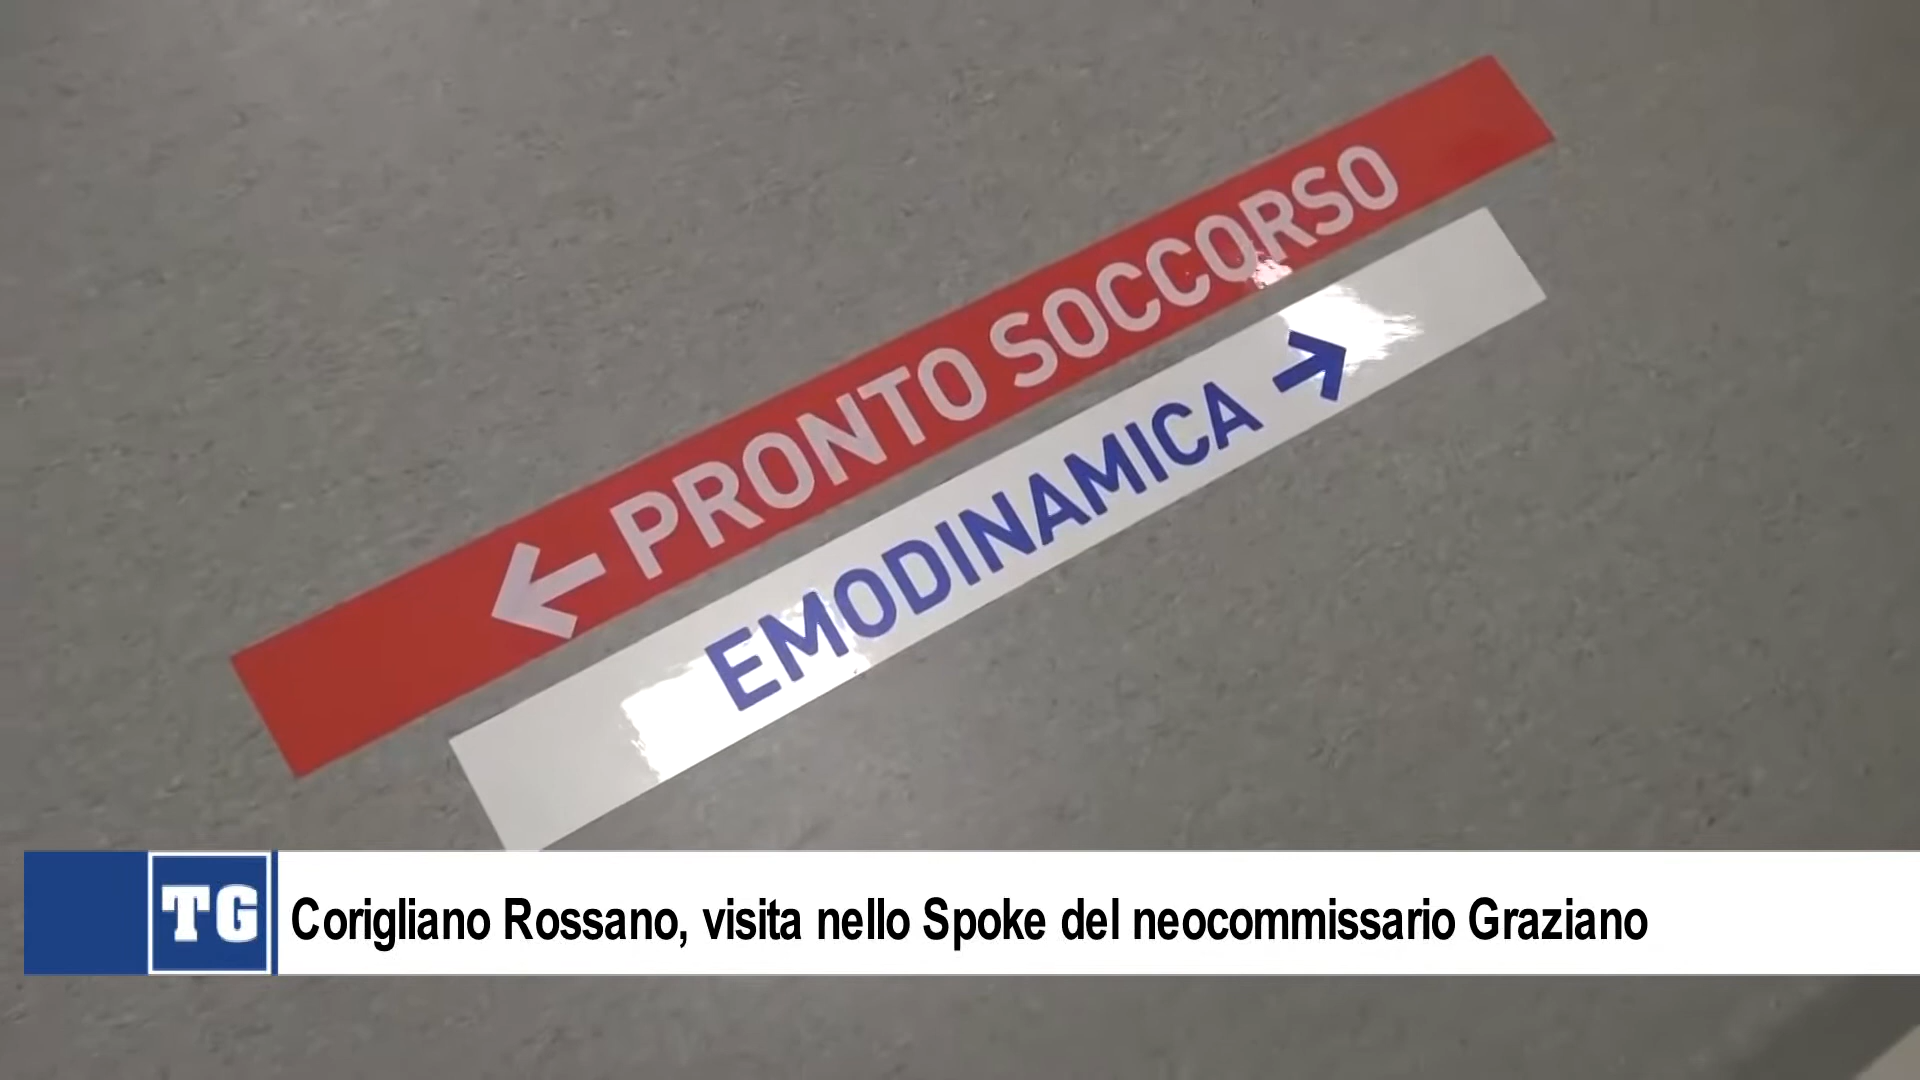 ← PRONTO SOCCORSO
EMODINAMICA →
TG
Corigliano Rossano, visita nello Spoke del neocommissario Graziano